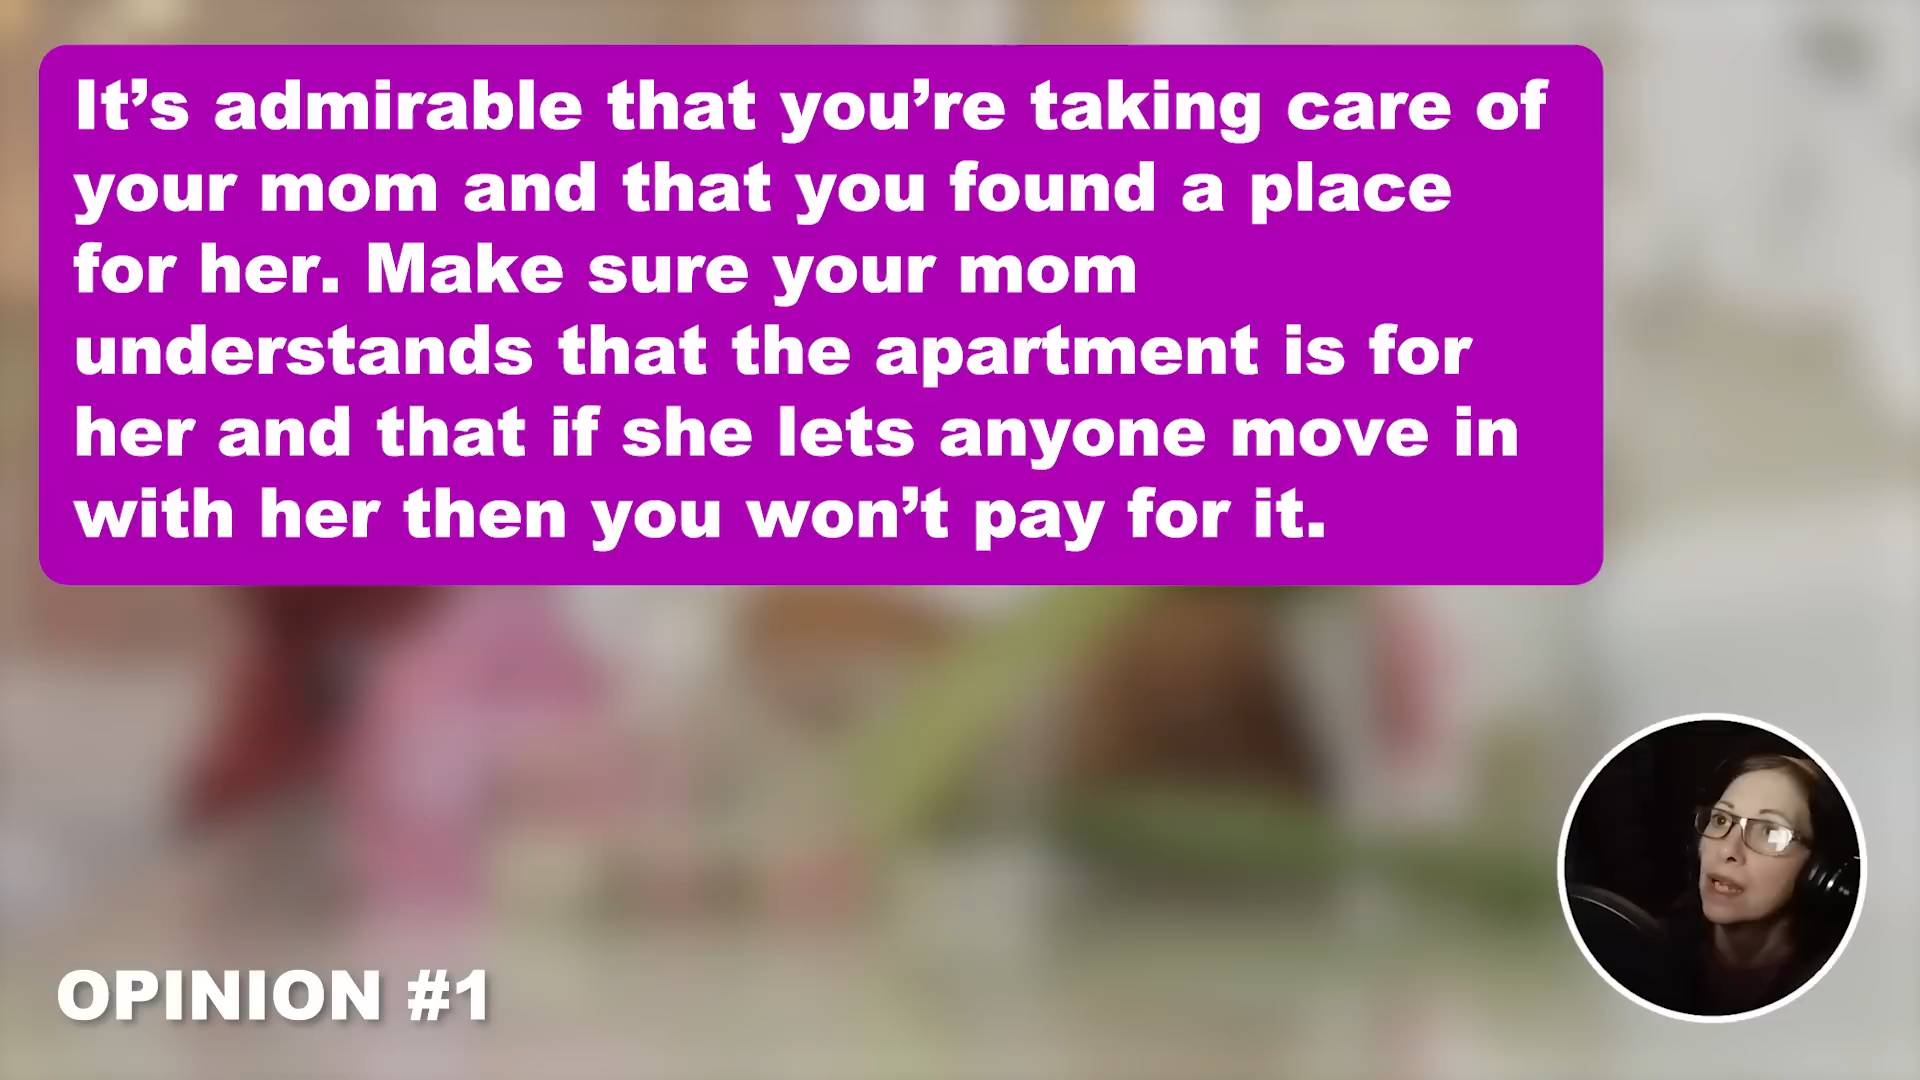 It’s admirable that you’re taking care of
your mom and that you found a place
for her. Make sure your mom
understands that the apartment is for
her and that if she lets anyone move in
with her then you won’t pay for it.
OPINION #1